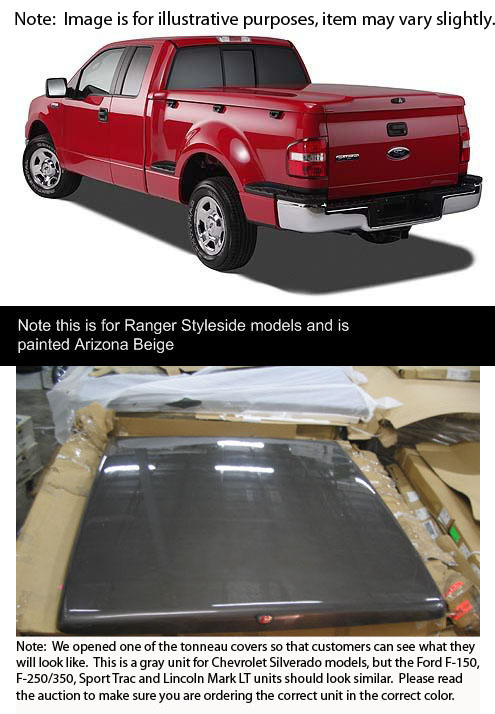 Note:  Image is for illustrative purposes, item may vary slightly.
Ford
Note this is for Ranger Styleside models and is
painted Arizona Beige
Note:  We opened one of the tonneau covers so that customers can see what they
will look like.  This is a gray unit for Chevrolet Silverado models, but the Ford F-150,
F-250/350, Sport Trac and Lincoln Mark LT units should look similar.  Please read
the auction to make sure you are ordering the correct unit in the correct color.